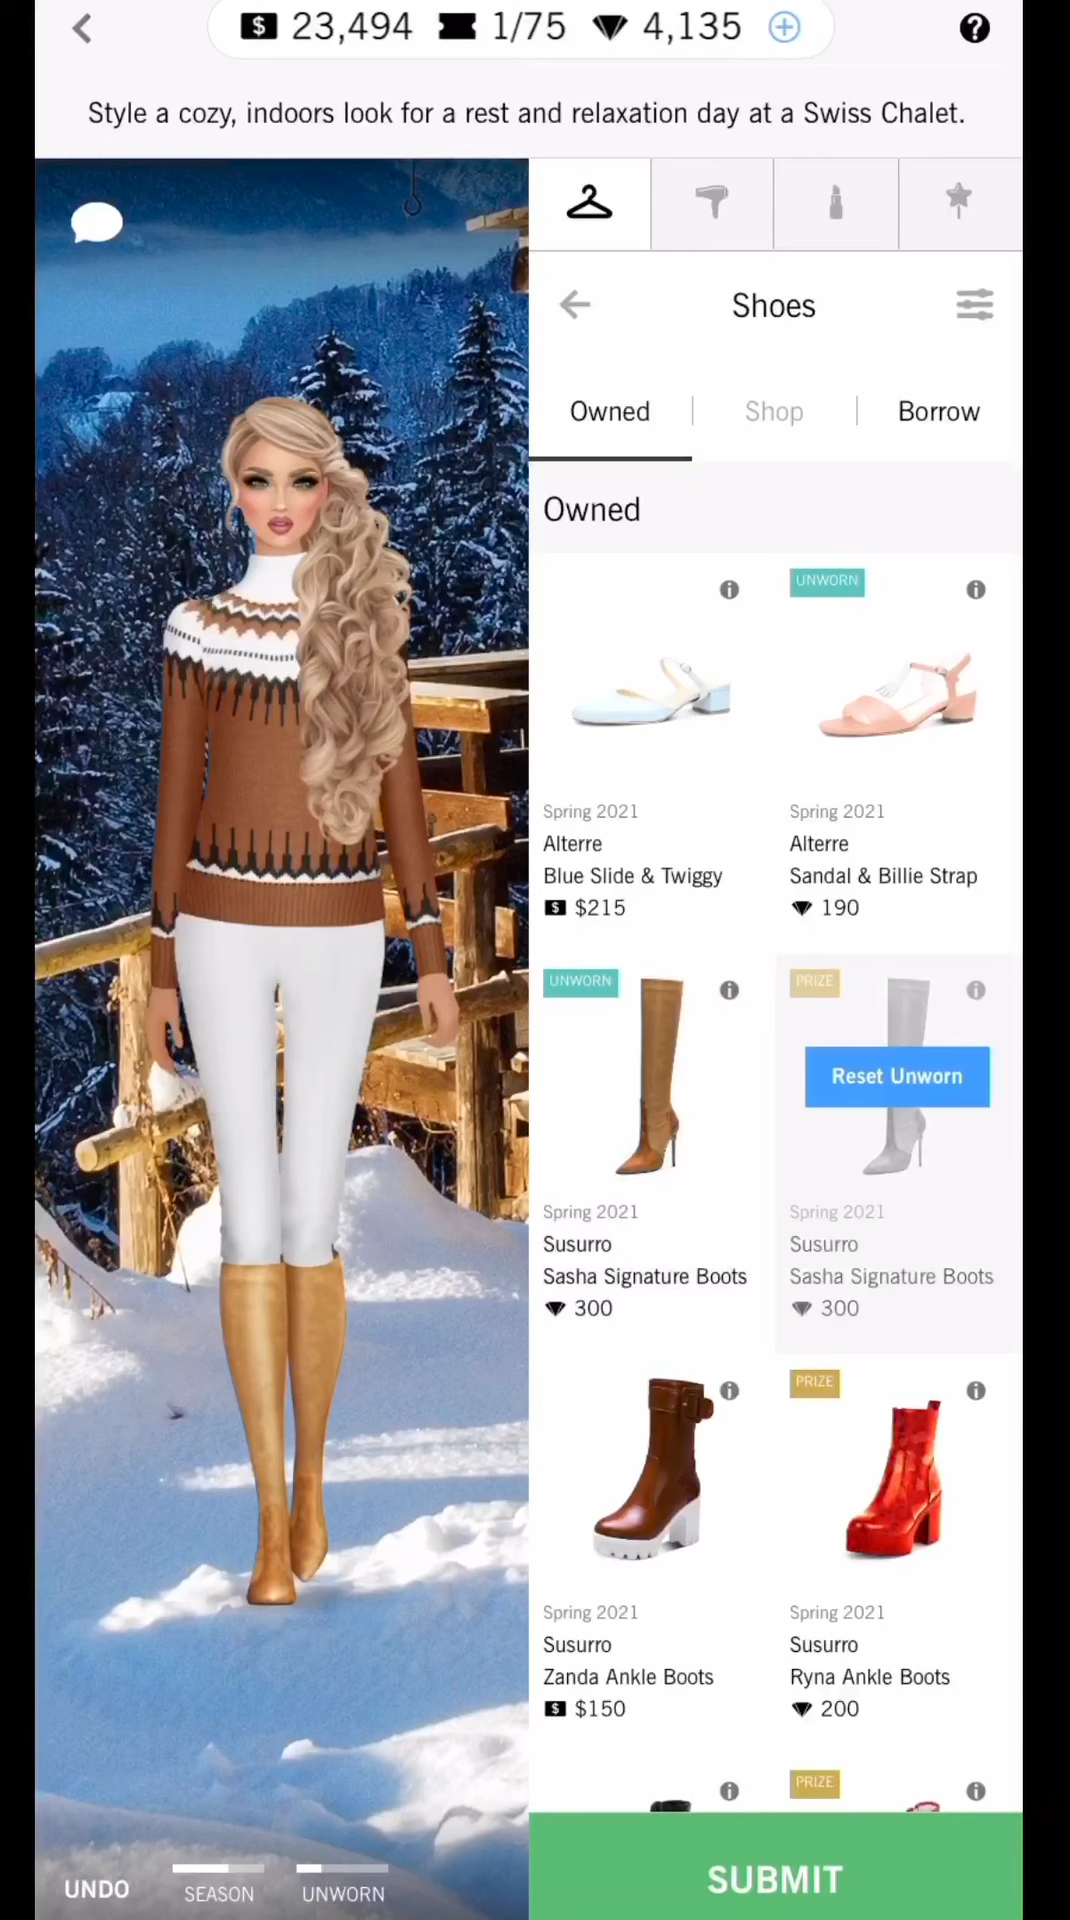 $ 23,494 1/75 4,135
Style a cozy, indoors look for a rest and relaxation day at a Swiss Chalet.
Shoes
Owned Shop Borrow
Owned
UNWORN
Spring 2021
Alterre
Blue Slide & Twiggy
$ $215
Spring 2021
Alterre
Sandal & Billie Strap
190
UNWORN
PRIZE
Reset Unworn
Spring 2021
Susurro
Sasha Signature Boots
300
Spring 2021
Susurro
Sasha Signature Boots
300
PRIZE
Spring 2021
Susurro
Zanda Ankle Boots
$ $150
Spring 2021
Susurro
Ryna Ankle Boots
200
PRIZE
UNDO
SEASON
UNWORN
SUBMIT